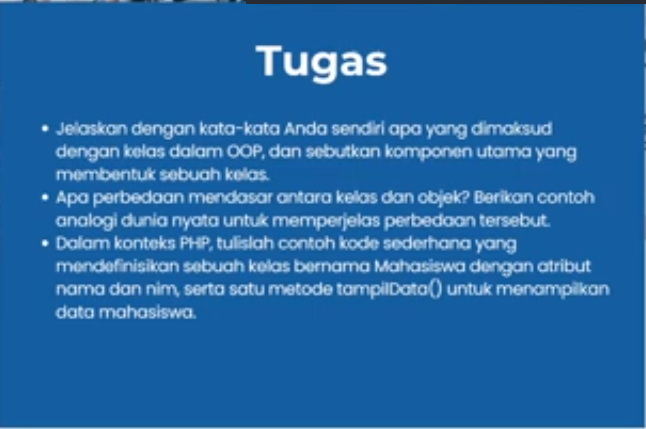 Tugas
• Jelaskan dengan kata-kata Anda sendiri apa yang dimaksud
dengan kelas dalam OOP, dan sebutkan komponen utama yang
membentuk sebuah kelas.
• Apa perbedaan mendasar antara kelas dan objek? Berikan contoh
analogi dunia nyata untuk memperjelas perbedaan tersebut.
• Dalam konteks PHP, tulislah contoh kode sederhana yang
mendefinisikan sebuah kelas bernama Mahasiswa dengan atribut
nama dan nim, serta satu metode tampilData() untuk menampilkan
data mahasiswa.